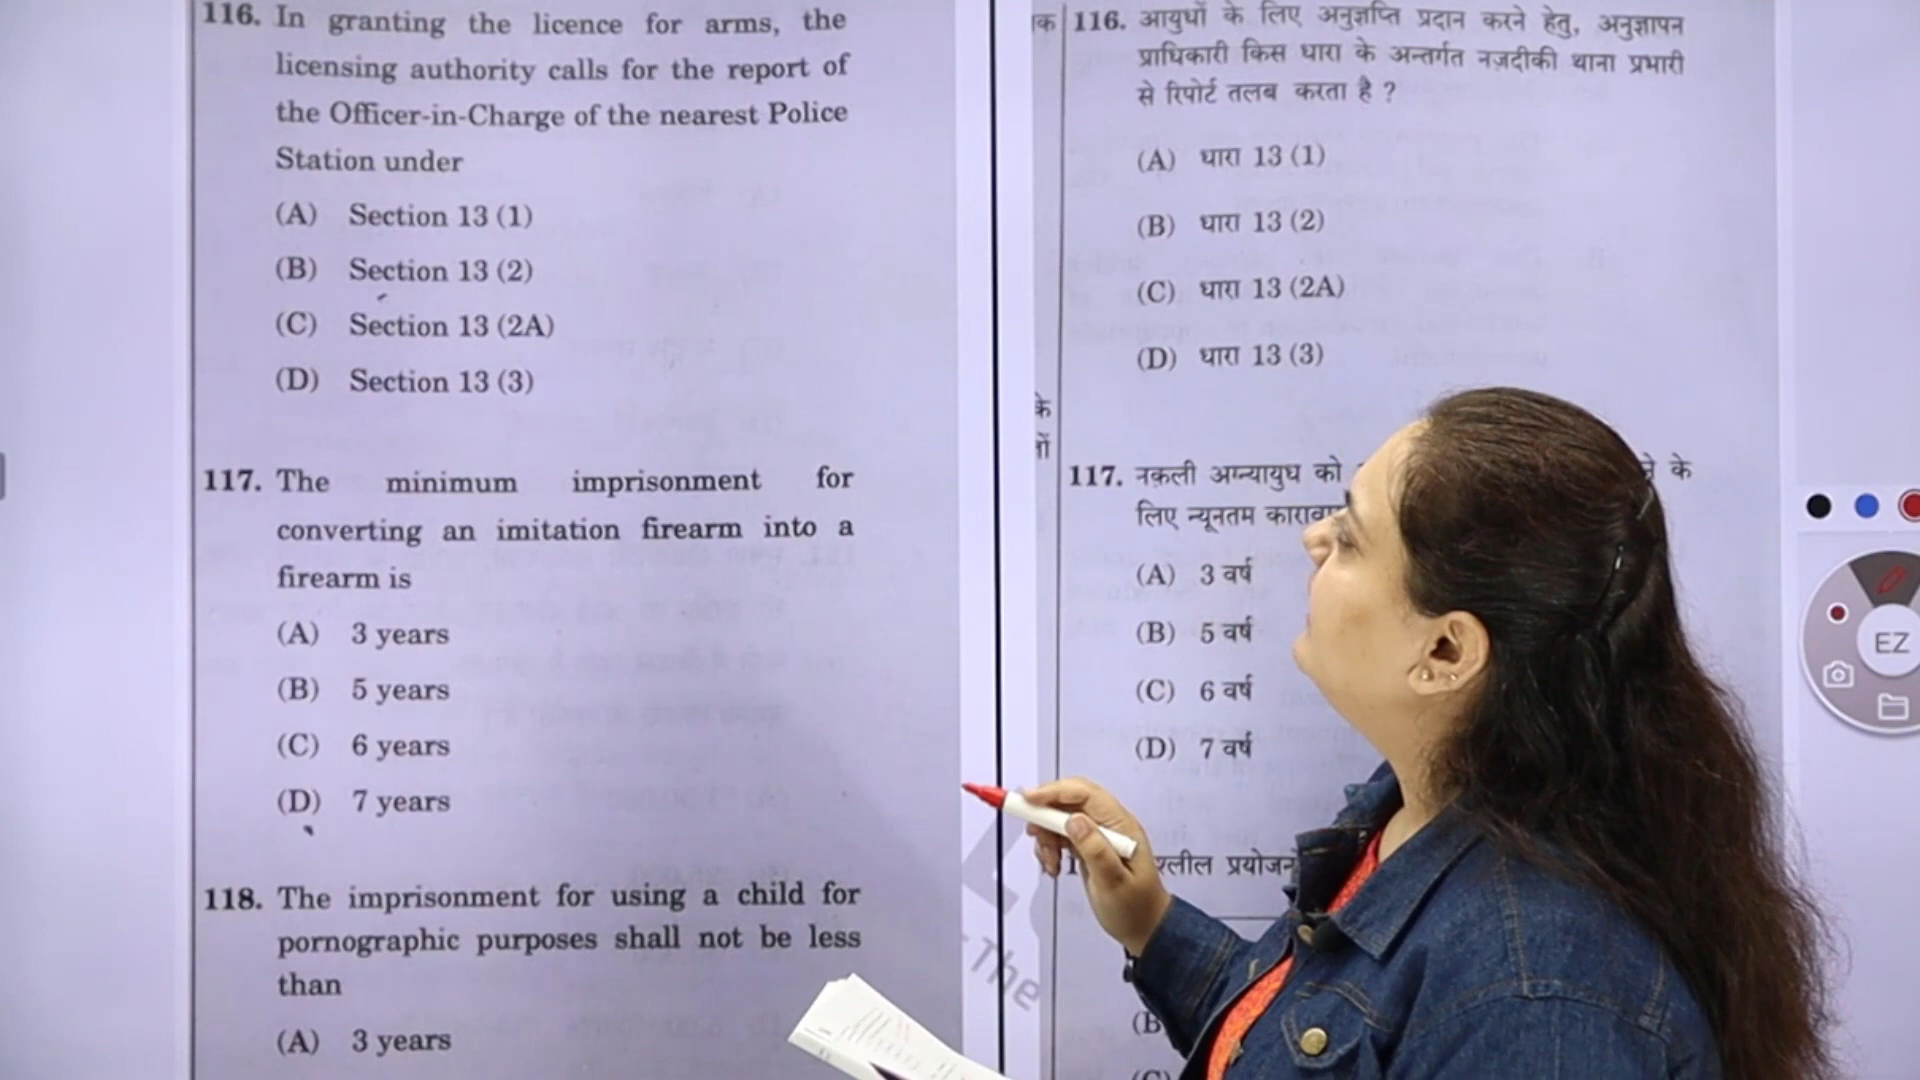 116. In granting the licence for arms, the
licensing authority calls for the report of
the Officer-in-Charge of the nearest Police
Station under
(A) Section 13 (1)
(B) Section 13 (2)
(C) Section 13 (2A)
(D) Section 13 (3)
117. The minimum imprisonment for
converting an imitation firearm into a
firearm is
(A) 3 years
(B) 5 years
(C) 6 years
(D) 7 years
118. The imprisonment for using a child for
pornographic purposes shall not be less
than
(A) 3 years
116. आयुधों के लिए अनुज्ञप्ति प्रदान करने हेतु, अनुज्ञापन
प्राधिकारी किस धारा के अन्तर्गत नज़दीकी थाना प्रभारी
से रिपोर्ट तलब करता है ?
(A) धारा 13 (1)
(B) धारा 13 (2)
(C) धारा 13 (2A)
(D) धारा 13 (3)
के
117. नक़ली अग्न्यायुध को के
लिए न्यूनतम
(A) 3 वर्ष
(B) 5 वर्ष
(C) 6 वर्ष
(D) 7 वर्ष
प्रयोजन
(B
The
EZ